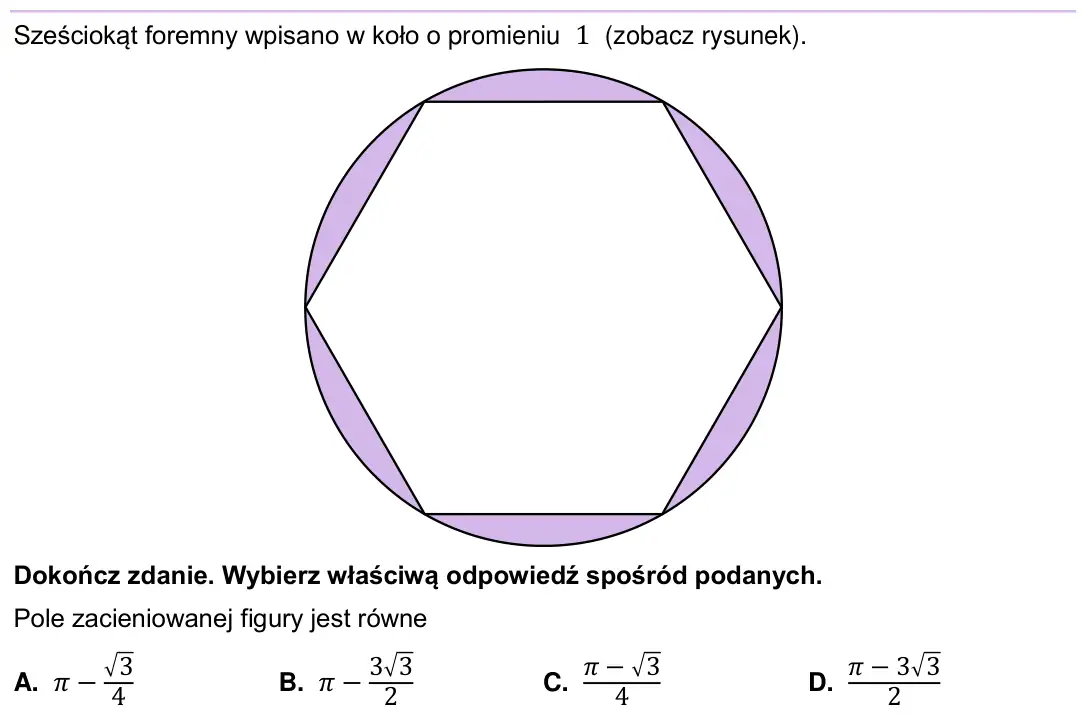 Sześciokąt foremny wpisano w koło o promieniu 1 (zobacz rysunek).
Dokończ zdanie. Wybierz właściwą odpowiedź spośród podanych.
Pole zacieniowanej figury jest równe
A. π − √3/4 B. π − 3√3/2 C. (π − √3)/4 D. (π − 3√3)/2